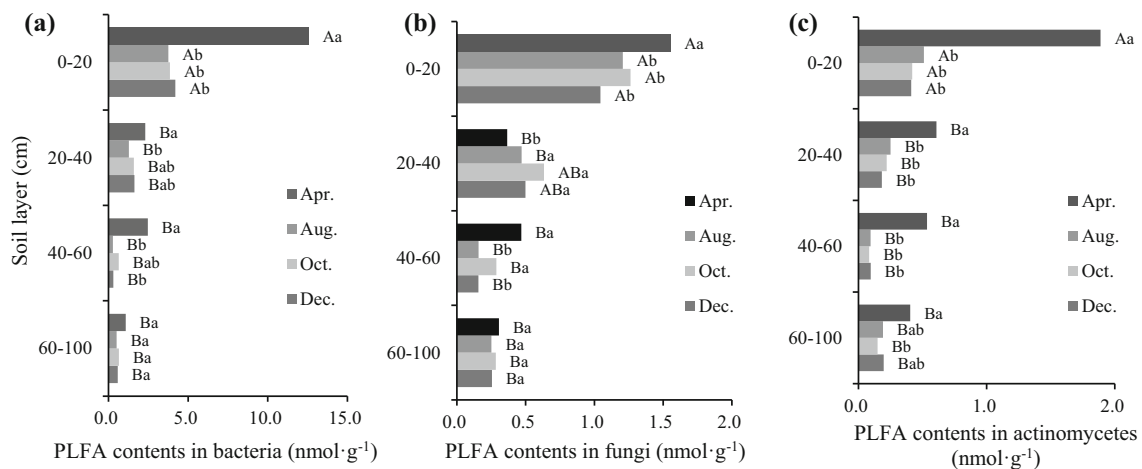 (a)
Soil layer (cm)
0-20
Aa
Ab
Ab
Ab
20-40
Ba
Bb
Bab
Bab
40-60
Ba
Bb
Bab
Bb
60-100
Ba
Ba
Ba
Ba
Apr.
Aug.
Oct.
Dec.
0.0 5.0 10.0 15.0
PLFA contents in bacteria (nmol·g-1)
(b)
0-20
Aa
Ab
Ab
Ab
20-40
Bb
Ba
ABa
ABa
40-60
Ba
Bb
Ba
Bb
60-100
Ba
Ba
Ba
Ba
Apr.
Aug.
Oct.
Dec.
0.0 0.5 1.0 1.5 2.0
PLFA contents in fungi (nmol·g-1)
(c)
0-20
Aa
Ab
Ab
Ab
20-40
Ba
Bb
Bb
Bb
40-60
Ba
Bb
Bb
Bb
60-100
Ba
Bab
Bb
Bab
Apr.
Aug.
Oct.
Dec.
0.0 1.0 2.0
PLFA contents in actinomycetes
(nmol·g-1)